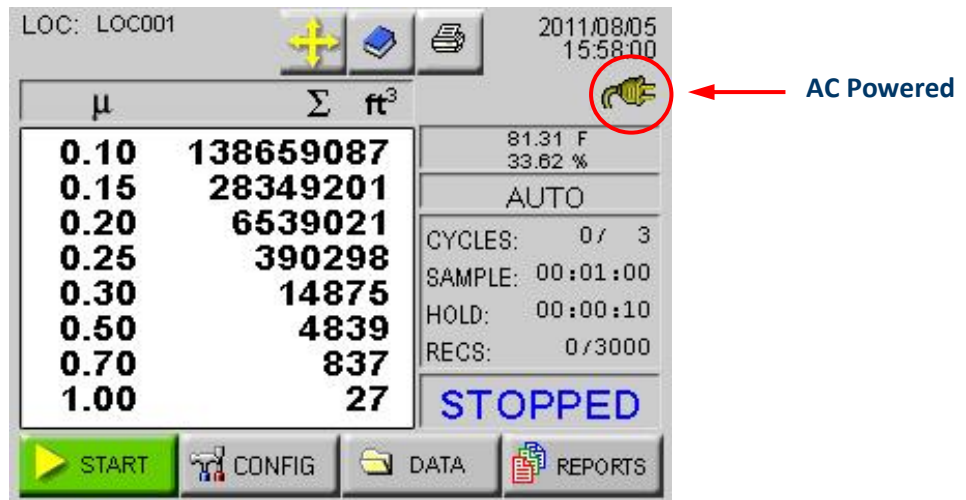 LOC: LOC001
2011/08/05
15:58:00
AC Powered
µ Σ ft³
0.10 138659087
0.15 28349201
0.20 6539021
0.25 390298
0.30 14875
0.50 4839
0.70 837
1.00 27
81.31 F
33.62 %
AUTO
CYCLES: 0/ 3
SAMPLE: 00:01:00
HOLD: 00:00:10
RECS: 0/3000
STOPPED
START
CONFIG
DATA
REPORTS